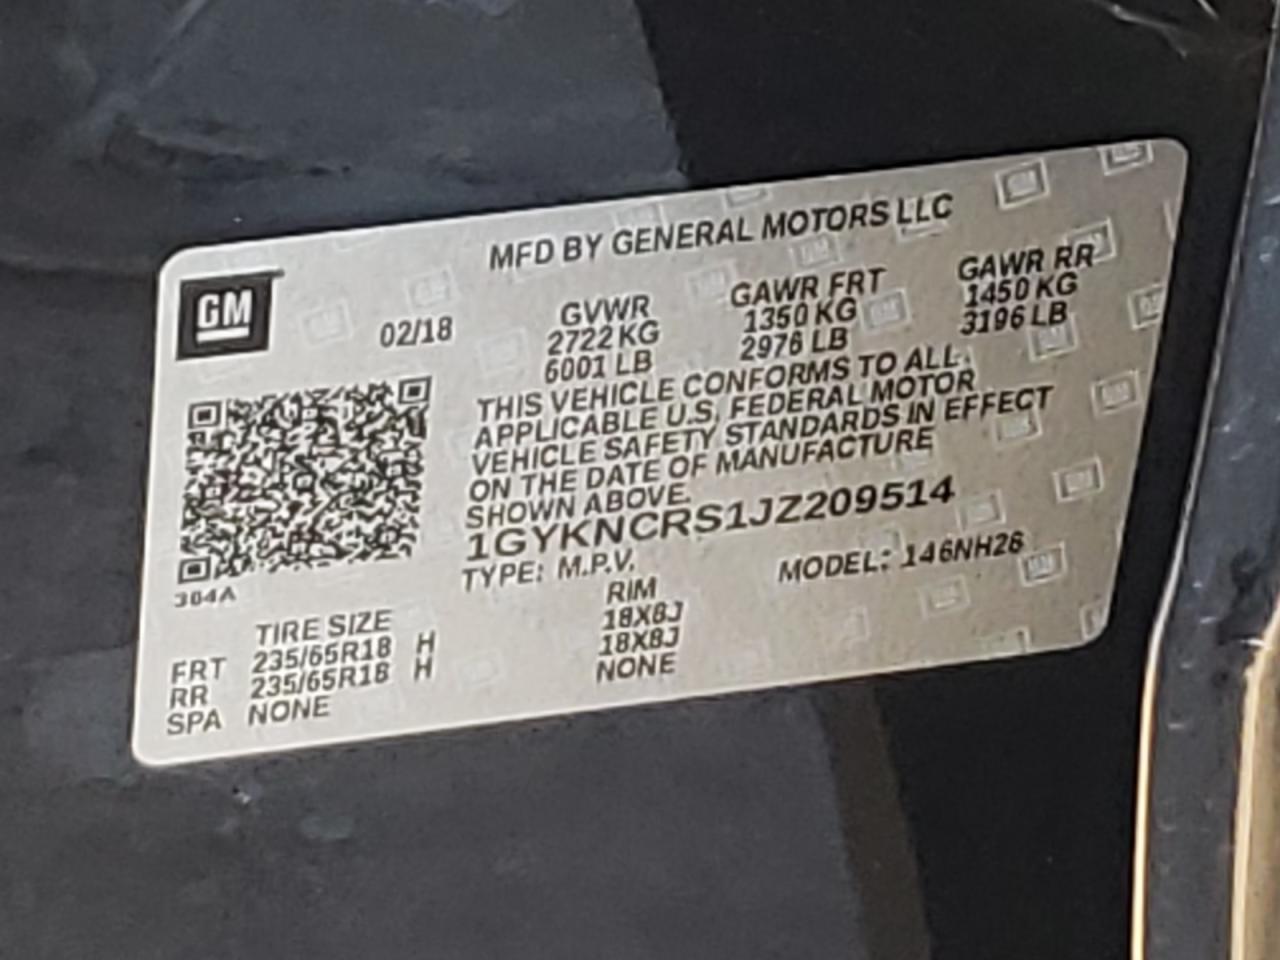 MFD BY GENERAL MOTORS LLC
GM
02/18
GVWR
2722 KG
6001 LB
GAWR FRT
1350 KG
2976 LB
GAWR RR
1450 KG
3196 LB
THIS VEHICLE CONFORMS TO ALL
APPLICABLE U.S. FEDERAL MOTOR
VEHICLE SAFETY STANDARDS IN EFFECT
ON THE DATE OF MANUFACTURE
SHOWN ABOVE.
1GYKNCRS1JZ209514
TYPE: M.P.V. MODEL: 146NH26
304A
TIRE SIZE RIM
FRT 235/65R18 H 18X8J
RR 235/65R18 H 18X8J
SPA NONE NONE